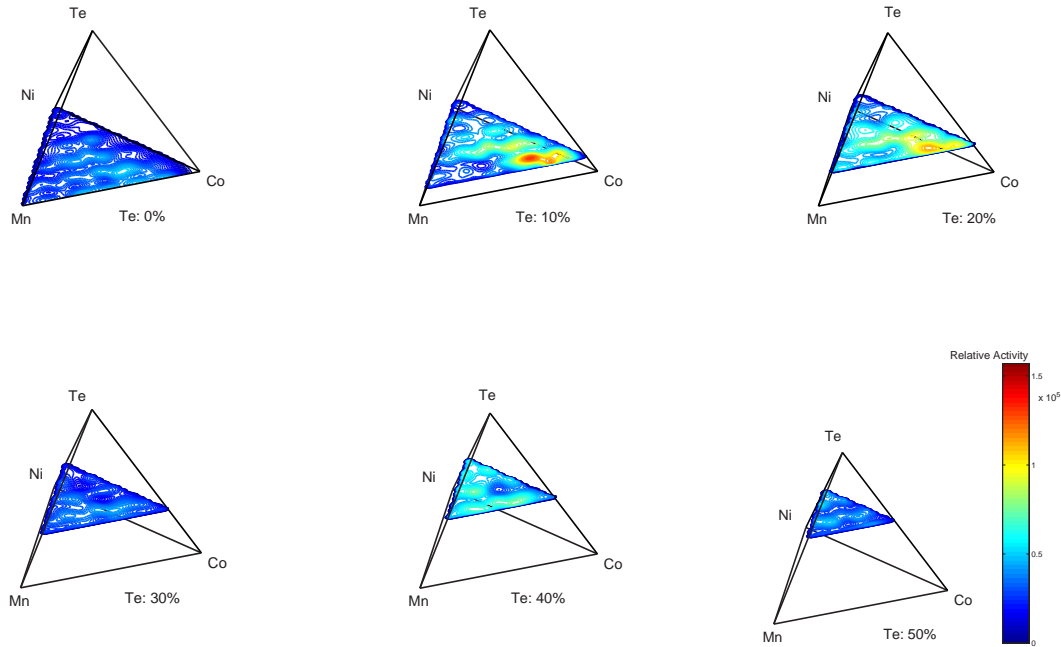 Te
Ni
Co
Mn
Te: 0%
Te
Ni
Co
Mn
Te: 10%
Te
Ni
Co
Mn
Te: 20%
Te
Ni
Co
Mn
Te: 30%
Te
Ni
Co
Mn
Te: 40%
Te
Ni
Co
Mn
Te: 50%
Relative Activity
1.5
x 10⁵
1
0.5
0